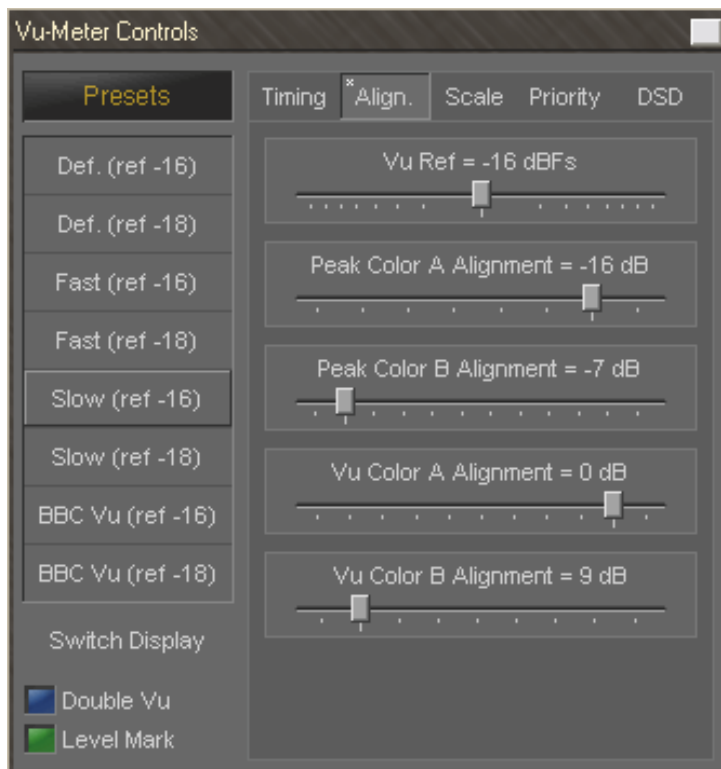 Vu-Meter Controls
Presets
Def. (ref -16)
Def. (ref -18)
Fast (ref -16)
Fast (ref -18)
Slow (ref -16)
Slow (ref -18)
BBC Vu (ref -16)
BBC Vu (ref -18)
Switch Display
Double Vu
Level Mark
Timing *Align. Scale Priority DSD
Vu Ref = -16 dBFs
Peak Color A Alignment = -16 dB
Peak Color B Alignment = -7 dB
Vu Color A Alignment = 0 dB
Vu Color B Alignment = 9 dB